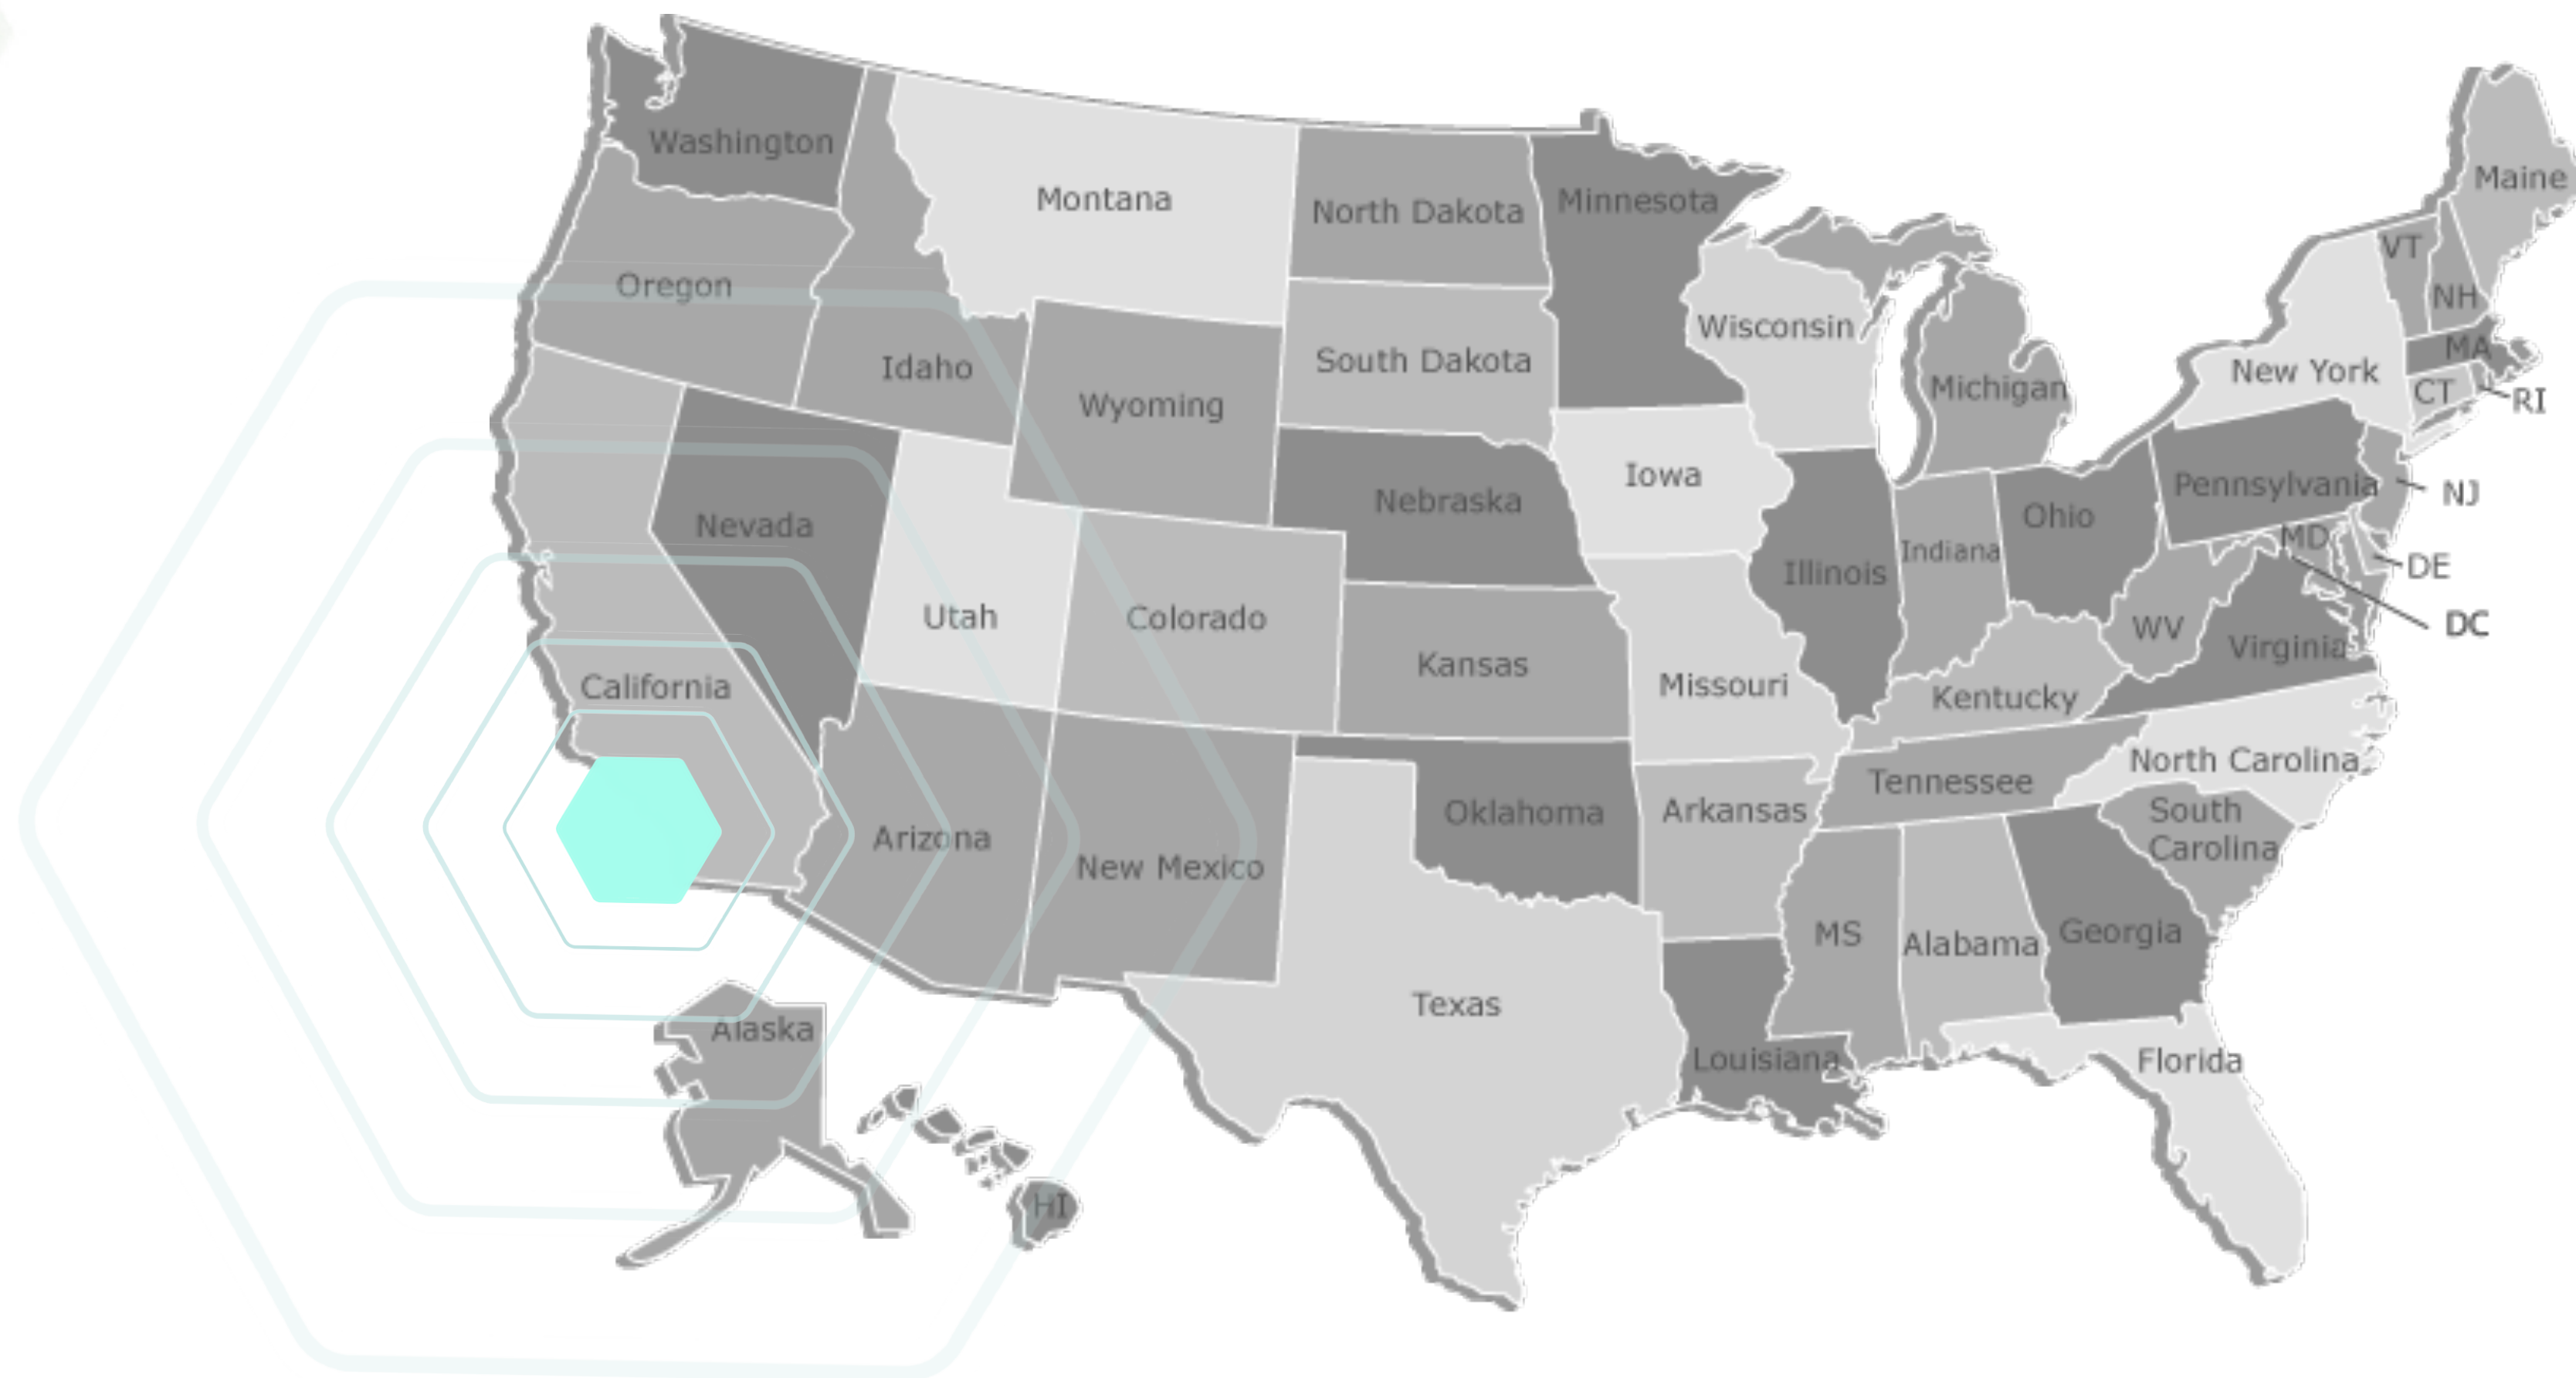 Washington
Montana
North Dakota
Minnesota
Maine
VT
Oregon
NH
Wisconsin
MA
South Dakota
Idaho
New York
Michigan
CT
RI
Wyoming
Iowa
Pennsylvania
NJ
Nebraska
Ohio
Nevada
MD
Indiana
DE
Illinois
Utah
Colorado
DC
WV
Virginia
Kansas
Missouri
California
Kentucky
North Carolina
Tennessee
South
Carolina
Oklahoma
Arkansas
Arizona
New Mexico
MS
Alabama
Georgia
Texas
Alaska
Louisiana
Florida
HI